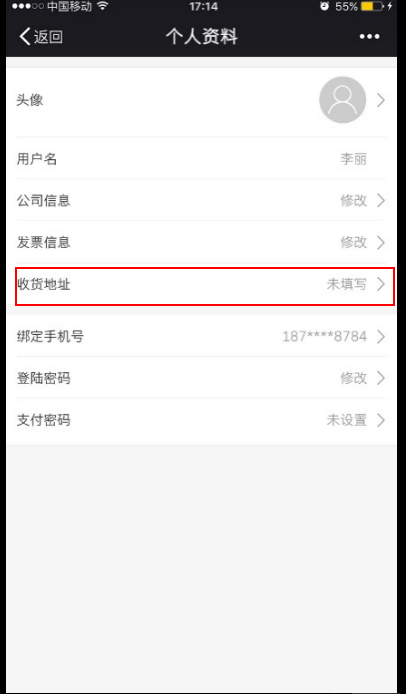 中国移动 17:14 55%
返回 个人资料
头像
用户名 李丽
公司信息 修改
发票信息 修改
收货地址 未填写
绑定手机号 187****8784
登陆密码 修改
支付密码 未设置